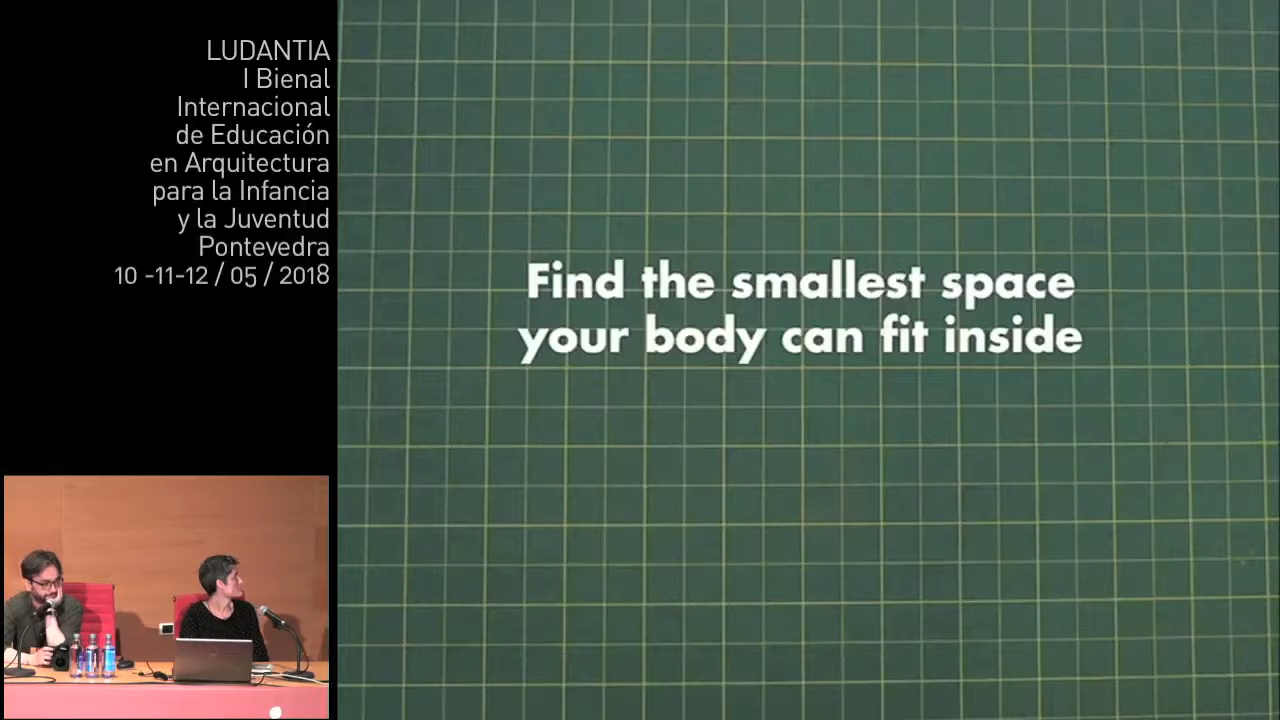 LUDANTIA
I Bienal
Internacional
de Educación
en Arquitectura
para la Infancia
y la Juventud
Pontevedra
10 -11-12 / 05 / 2018
Find the smallest space
your body can fit inside